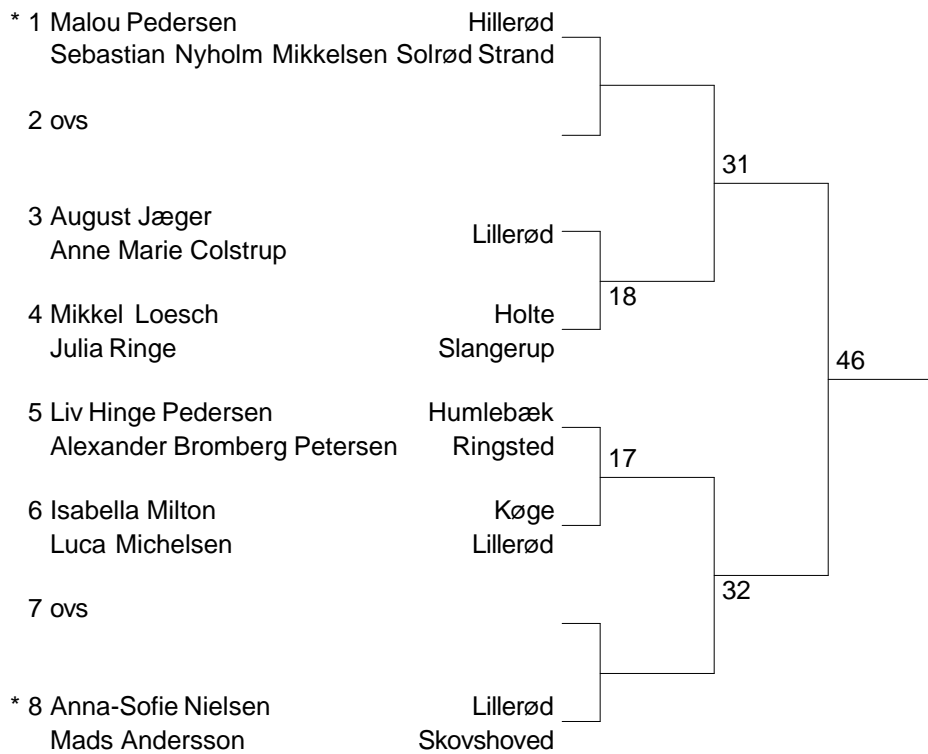 * 1 Malou Pedersen Hillerød
Sebastian Nyholm Mikkelsen Solrød Strand
2 ovs
31
3 August Jæger
Lillerød
Anne Marie Colstrup
18
4 Mikkel Loesch Holte
Julia Ringe Slangerup
46
5 Liv Hinge Pedersen Humlebæk
Alexander Bromberg Petersen Ringsted
17
6 Isabella Milton Køge
Luca Michelsen Lillerød
32
7 ovs
* 8 Anna-Sofie Nielsen Lillerød
Mads Andersson Skovshoved